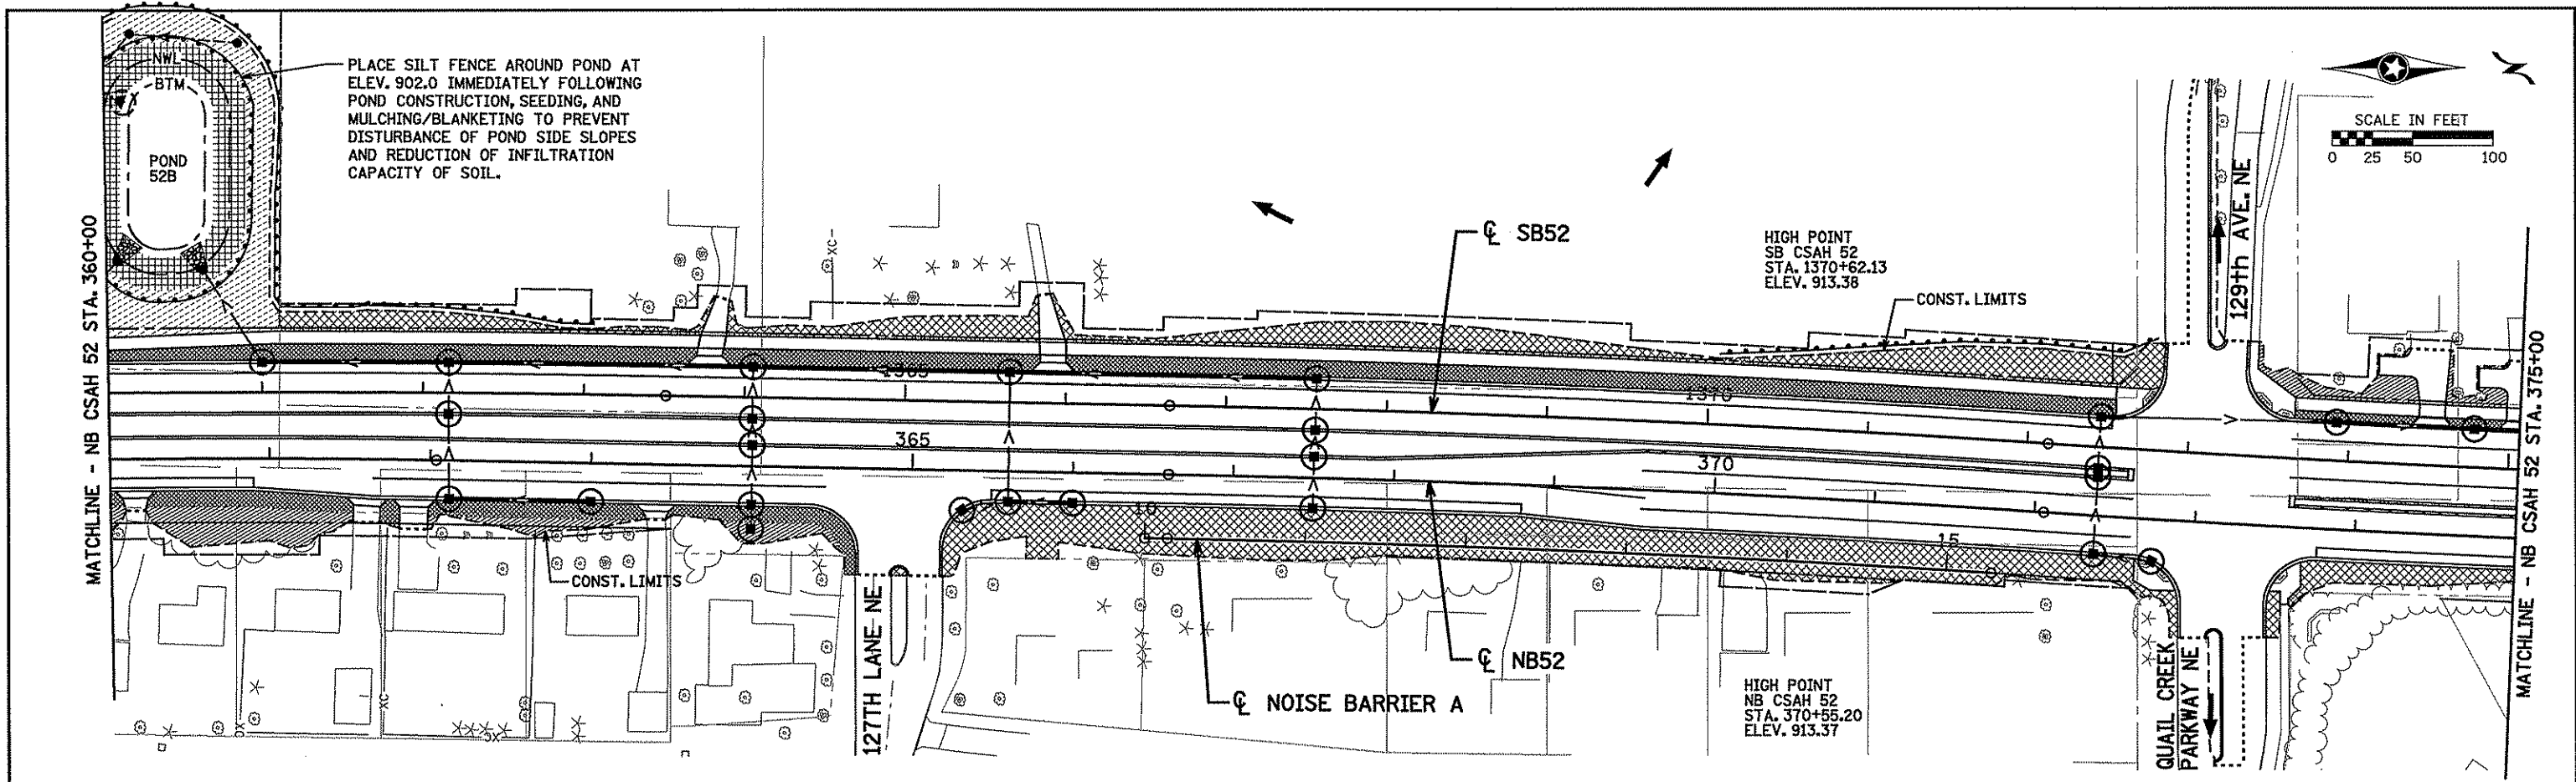 PLACE SILT FENCE AROUND POND AT
ELEV. 902.0 IMMEDIATELY FOLLOWING
POND CONSTRUCTION, SEEDING, AND
MULCHING/BLANKETING TO PREVENT
DISTURBANCE OF POND SIDE SLOPES
AND REDUCTION OF INFILTRATION
CAPACITY OF SOIL.
NWL
BTM
POND
52B
MATCHLINE - NB CSAH 52 STA. 360+00
SCALE IN FEET
0 25 50 100
129th AVE. NE
℄ SB52
HIGH POINT
SB CSAH 52
STA. 1370+62.13
ELEV. 913.38
CONST. LIMITS
XC
1365
1370
365
370
10
15
CONST. LIMITS
127TH LANE NE
℄ NB52
℄ NOISE BARRIER A
HIGH POINT
NB CSAH 52
STA. 370+55.20
ELEV. 913.37
QUAIL CREEK
PARKWAY NE
MATCHLINE - NB CSAH 52 STA. 375+00
XC
XC